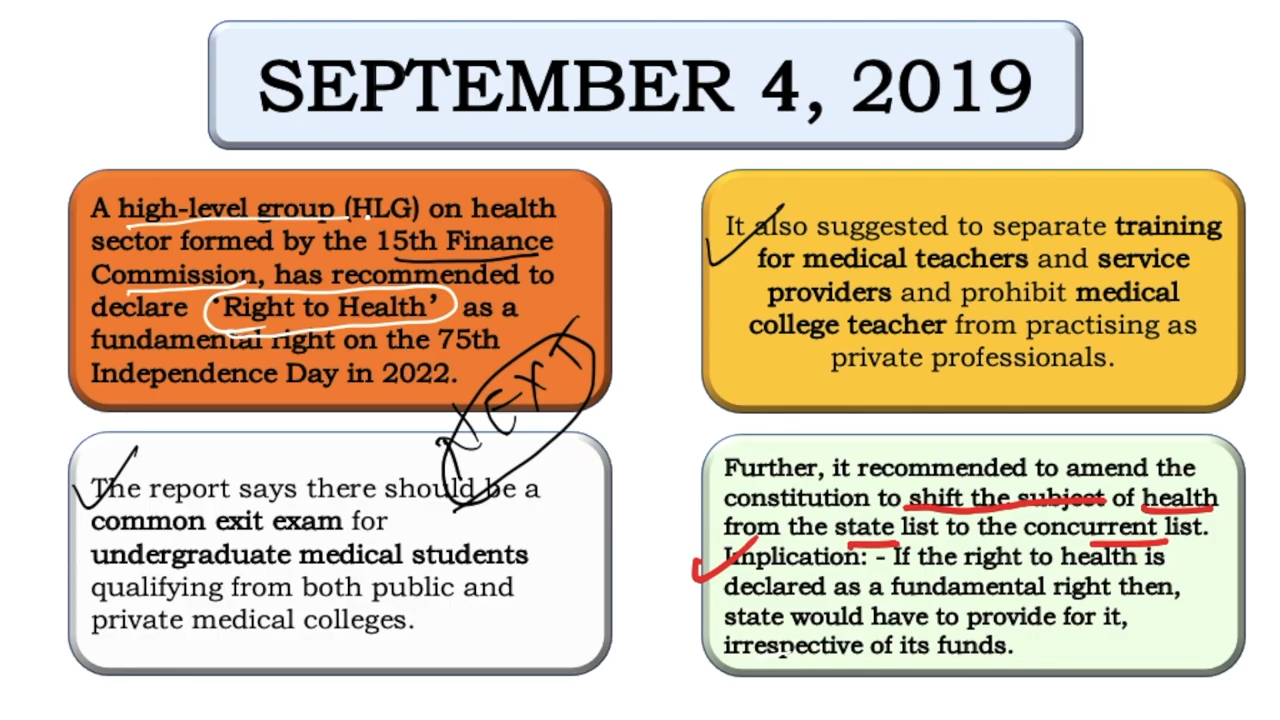 SEPTEMBER 4, 2019
A high-level group (HLG) on health
sector formed by the 15th Finance
Commission, has recommended to
declare ‘Right to Health’ as a
fundamental right on the 75th
Independence Day in 2022.
It also suggested to separate training
for medical teachers and service
providers and prohibit medical
college teacher from practising as
private professionals.
NEXT
The report says there should be a
common exit exam for
undergraduate medical students
qualifying from both public and
private medical colleges.
Further, it recommended to amend the
constitution to shift the subject of health
from the state list to the concurrent list.
Implication: - If the right to health is
declared as a fundamental right then,
state would have to provide for it,
irrespective of its funds.